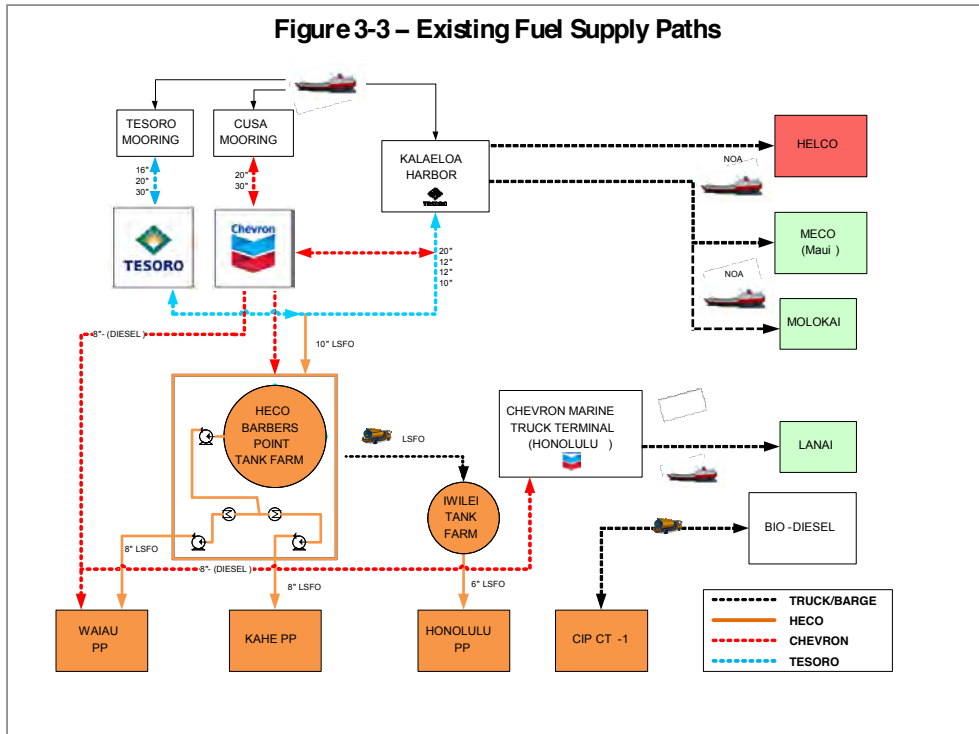 Figure 3-3 – Existing Fuel Supply Paths
TESORO
MOORING
CUSA
MOORING
KALAELOA
HARBOR
TESORO
HELCO
NOA
16"
20"
30"
20"
30"
TESORO
Chevron
20"
12"
12"
10"
MECO
(Maui )
NOA
MOLOKAI
8"- (DIESEL )
10" LSFO
HECO
BARBERS
POINT
TANK FARM
LSFO
CHEVRON MARINE
TRUCK TERMINAL
(HONOLULU )
LANAI
IWILEI
TANK
FARM
BIO -DIESEL
8" LSFO
8"- (DIESEL )
8" LSFO
6" LSFO
WAIAU
PP
KAHE PP
HONOLULU
PP
CIP CT -1
TRUCK/BARGE
HECO
CHEVRON
TESORO